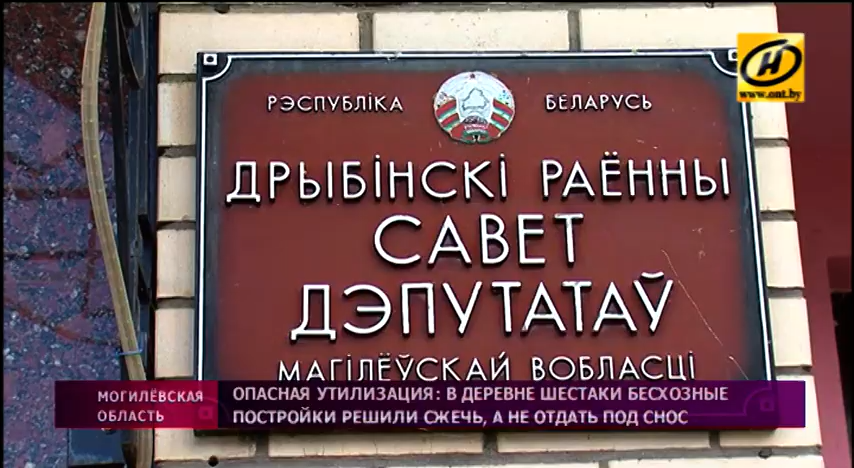 www.ont.by
РЭСПУБЛІКА БЕЛАРУСЬ
ДРЫБІНСКІ РАЁННЫ
САВЕТ
ДЭПУТАТАЎ
МАГІЛЁЎСКАЙ ВОБЛАСЦІ
МОГИЛЁВСКАЯ
ОБЛАСТЬ
ОПАСНАЯ УТИЛИЗАЦИЯ: В ДЕРЕВНЕ ШЕСТАКИ БЕСХОЗНЫЕ
ПОСТРОЙКИ РЕШИЛИ СЖЕЧЬ, А НЕ ОТДАТЬ ПОД СНОС